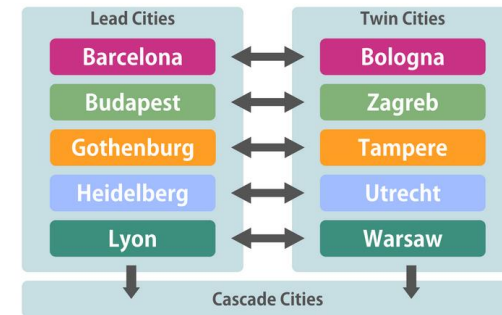 Lead Cities
Twin Cities
Barcelona
Bologna
Budapest
Zagreb
Gothenburg
Tampere
Heidelberg
Utrecht
Lyon
Warsaw
Cascade Cities